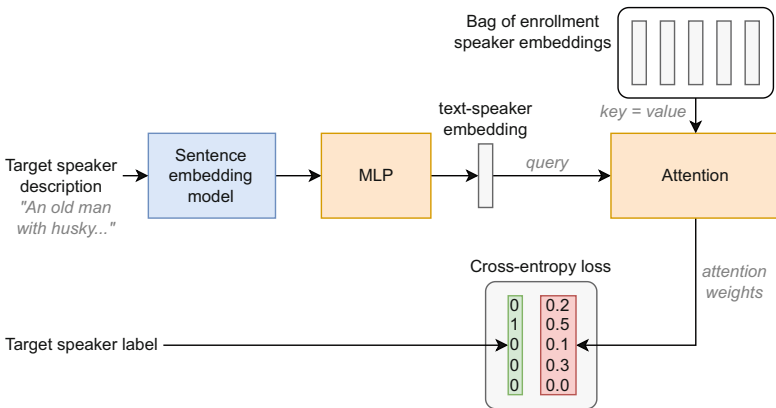 Bag of enrollment
speaker embeddings
key = value
text-speaker
embedding
Target speaker
description
"An old man
with husky..."
Sentence
embedding
model
MLP
query
Attention
Cross-entropy loss
attention
weights
0 0.2
1 0.5
0 0.1
0 0.3
0 0.0
Target speaker label